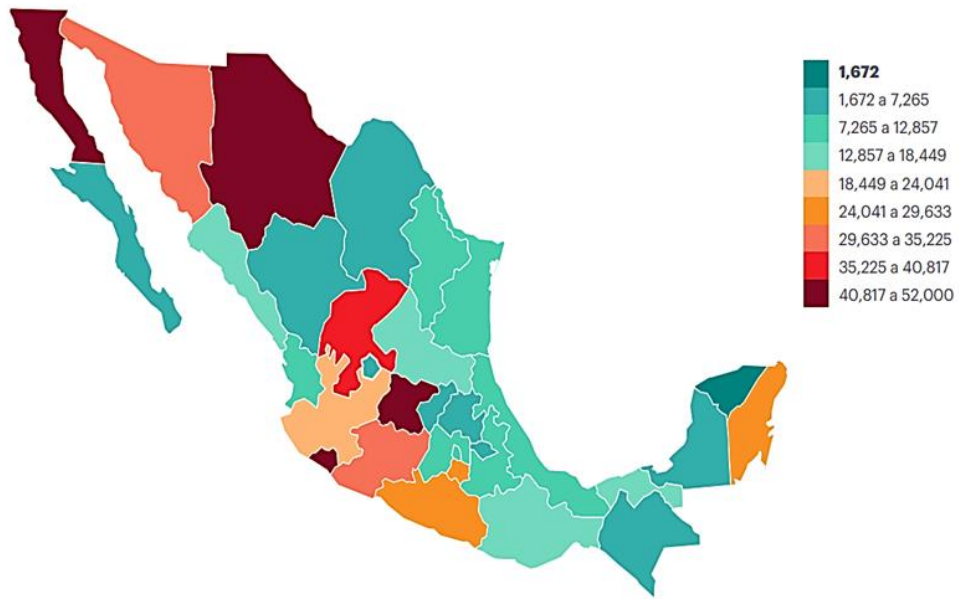 1,672
1,672 a 7,265
7,265 a 12,857
12,857 a 18,449
18,449 a 24,041
24,041 a 29,633
29,633 a 35,225
35,225 a 40,817
40,817 a 52,000